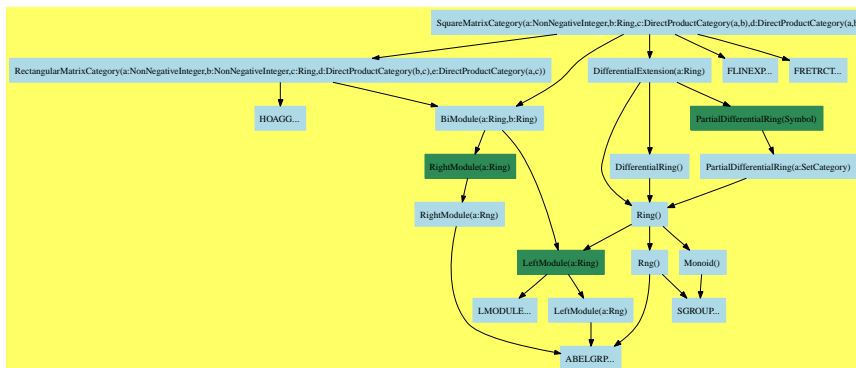 SquareMatrixCategory(a:NonNegativeInteger,b:Ring,c:DirectProductCategory(a,b),d:DirectProductCategory(a,b
RectangularMatrixCategory(a:NonNegativeInteger,b:NonNegativeInteger,c:Ring,d:DirectProductCategory(b,c),e:DirectProductCategory(a,c))
DifferentialExtension(a:Ring)
FLINEXP...
FRETRCT...
HOAGG...
BiModule(a:Ring,b:Ring)
PartialDifferentialRing(Symbol)
RightModule(a:Ring)
DifferentialRing()
PartialDifferentialRing(a:SetCategory)
RightModule(a:Rng)
Ring()
LeftModule(a:Ring)
Rng()
Monoid()
LMODULE...
LeftModule(a:Rng)
SGROUP...
ABELGRP...